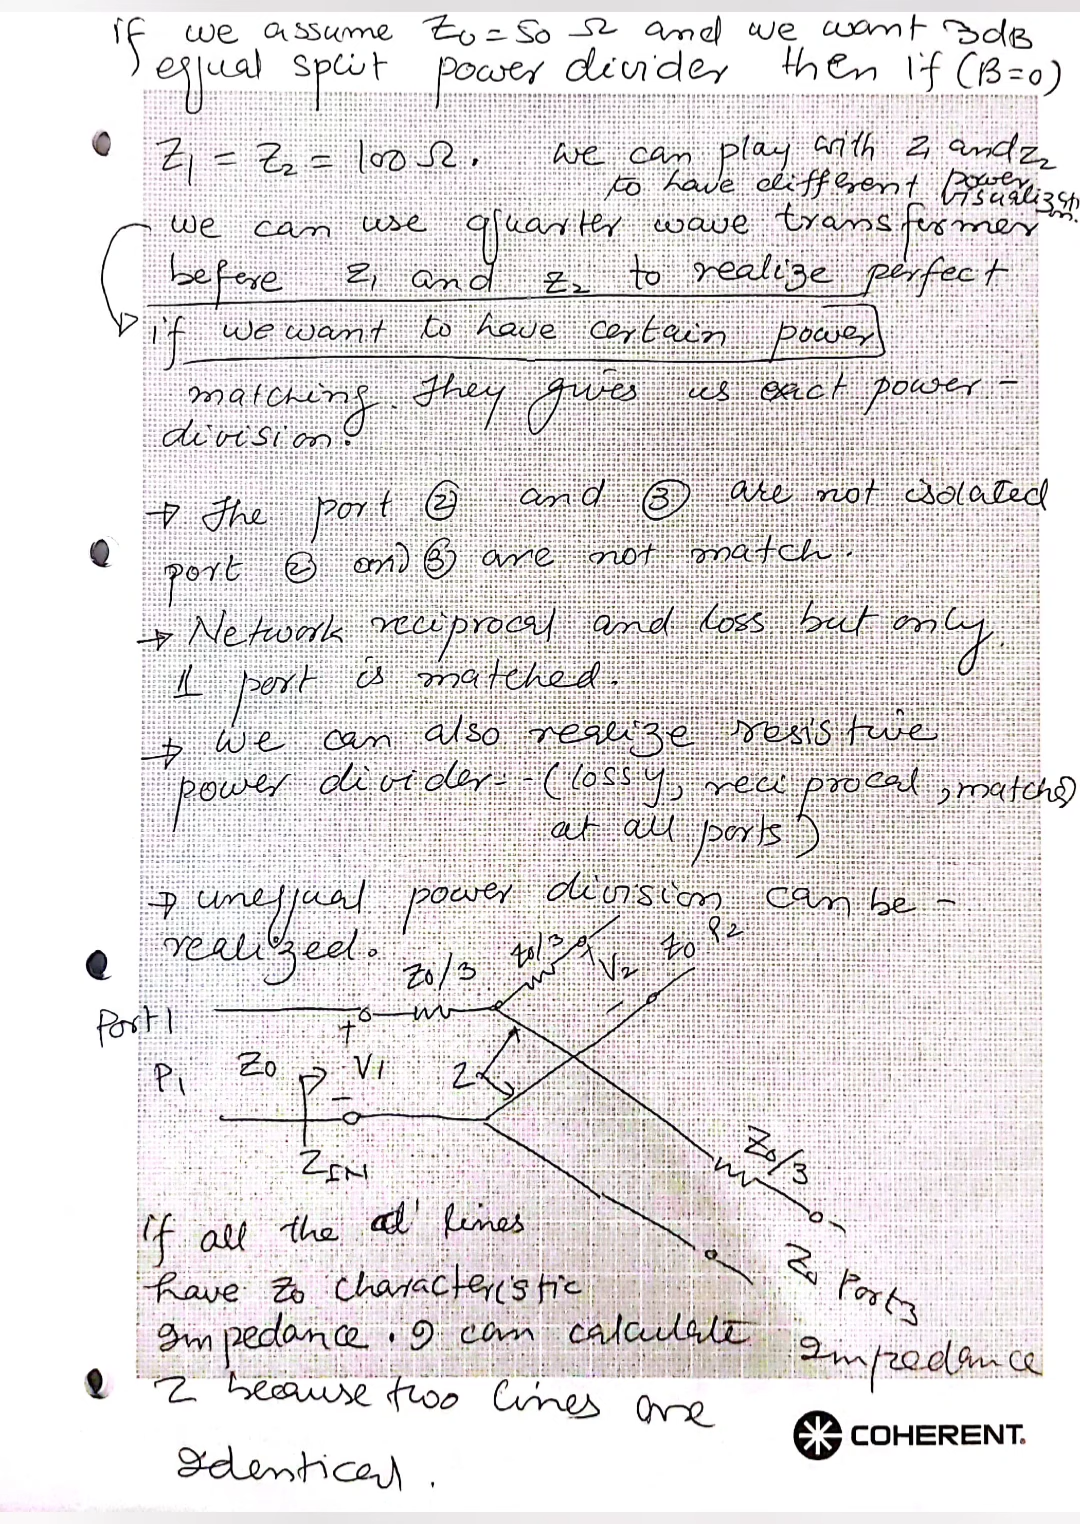 if we assume Z0 = 50 Ω and we want 3dB
equal split power divider then if (B=0)
Z1 = Z2 = 100 Ω. we can play with Z1 and Z2
to have different power
we can use quarter wave transformer
before Z1 and Z2 to realize perfect
if we want to have certain power
matching. They gives us exact power -
division.
→ The port ② and ③ are not isolated
port ② and ③ are not match.
→ Network reciprocal and loss but only
1 port is matched.
→ we can also realize resistive
power divider - (lossy, reciprocal, matched
at all ports)
→ unequal power division can be -
realized.
Z0/3 Z0/3 V2 Z0 P2
Port 1
+
P1 Z0 V1 Z
-
ZIN
Z0/3
Z0 Port3
if all the lines
have Z0 characteristic
Impedance. I can calculate Impedance
Z because two lines are
Identical.
COHERENT.